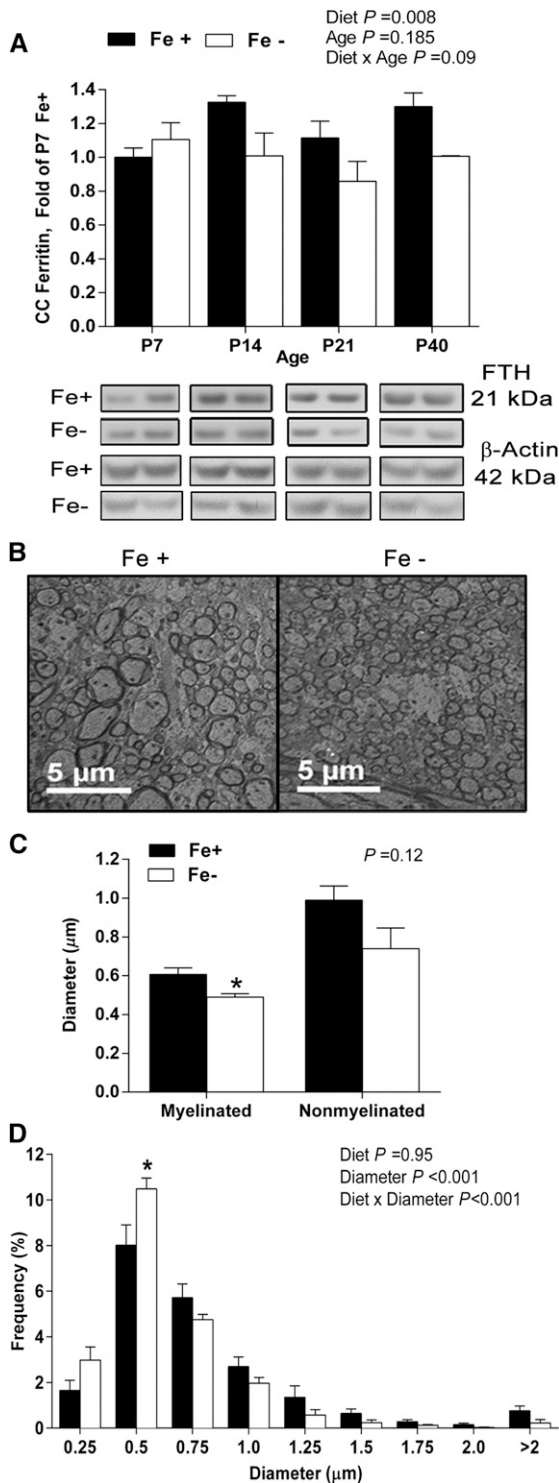 A
Fe +
Fe -
Diet P =0.008
Age P =0.185
Diet x Age P =0.09
CC Ferritin, Fold of P7 Fe+
1.4
1.2
1.0
0.8
0.6
0.4
0.2
0.0
P7
P14
P21
P40
Age
FTH
21 kDa
Fe+
Fe-
β-Actin
42 kDa
Fe+
Fe-
B
Fe +
Fe -
5 µm
5 µm
C
Fe+
Fe-
P =0.12
Diameter (µm)
1.2
1.0
0.8
0.6
0.4
0.2
0.0
*
Myelinated
Nonmyelinated
D
Diet P =0.95
Diameter P <0.001
Diet x Diameter P<0.001
Frequency (%)
12
10
8
6
4
2
0
*
0.25
0.5
0.75
1.0
1.25
1.5
1.75
2.0
>2
Diameter (µm)